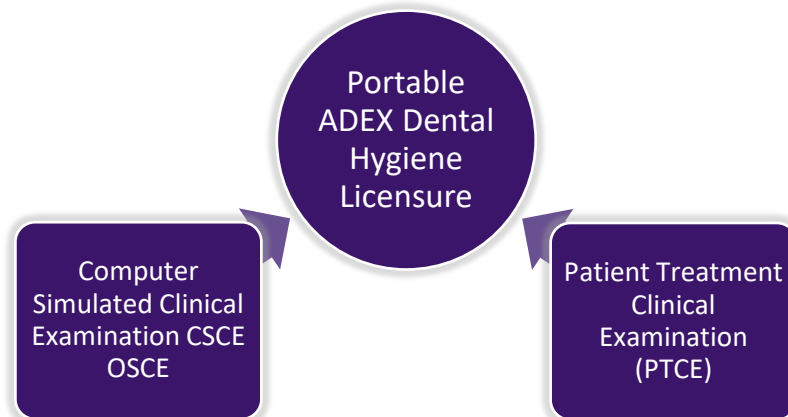 Portable
ADEX Dental
Hygiene
Licensure
Computer
Simulated Clinical
Examination CSCE
OSCE
Patient Treatment
Clinical
Examination
(PTCE)